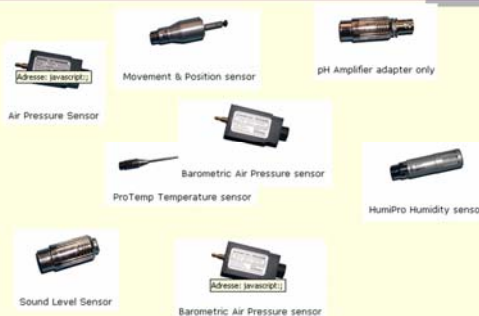 Movement & Position sensor
pH Amplifier adapter only
Adresse: javascript:;
Air Pressure Sensor
Barometric Air Pressure sensor
ProTemp Temperature sensor
HumiPro Humidity senso
Sound Level Sensor
Adresse: javascript:;
Barometric Air Pressure sensor